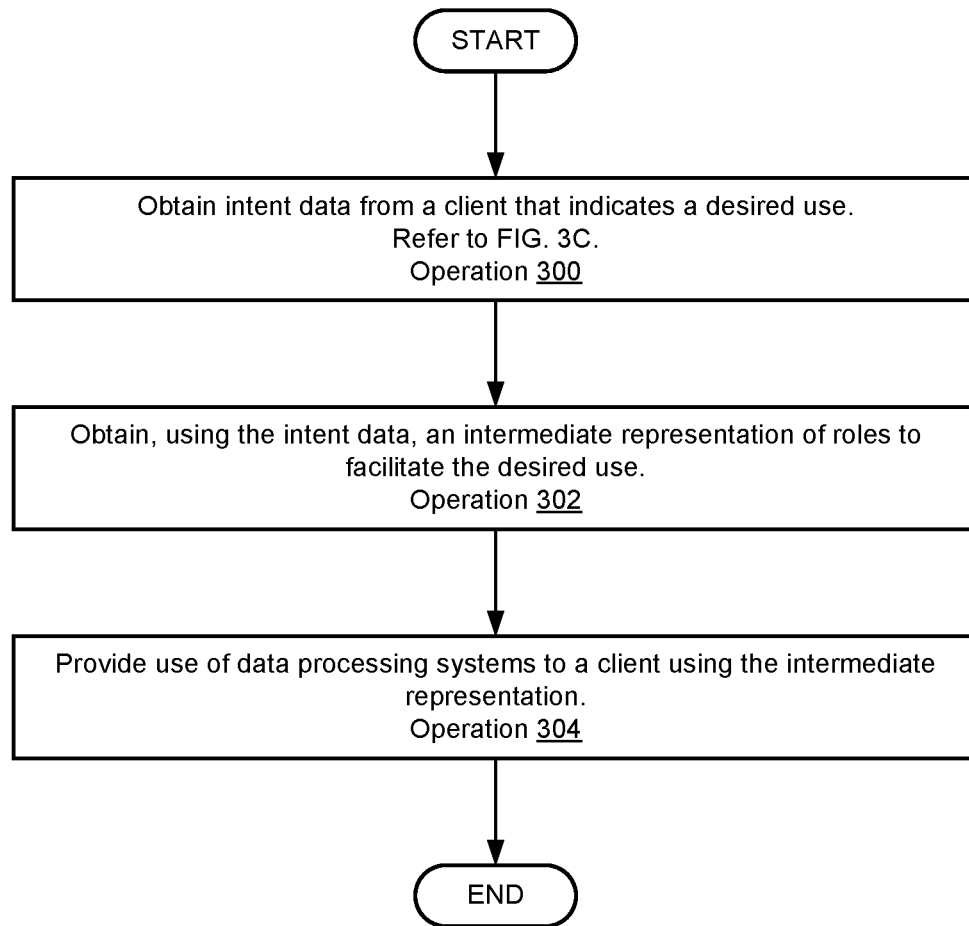 START
Obtain intent data from a client that indicates a desired use.
Refer to FIG. 3C.
Operation 300
Obtain, using the intent data, an intermediate representation of roles to
facilitate the desired use.
Operation 302
Provide use of data processing systems to a client using the intermediate
representation.
Operation 304
END